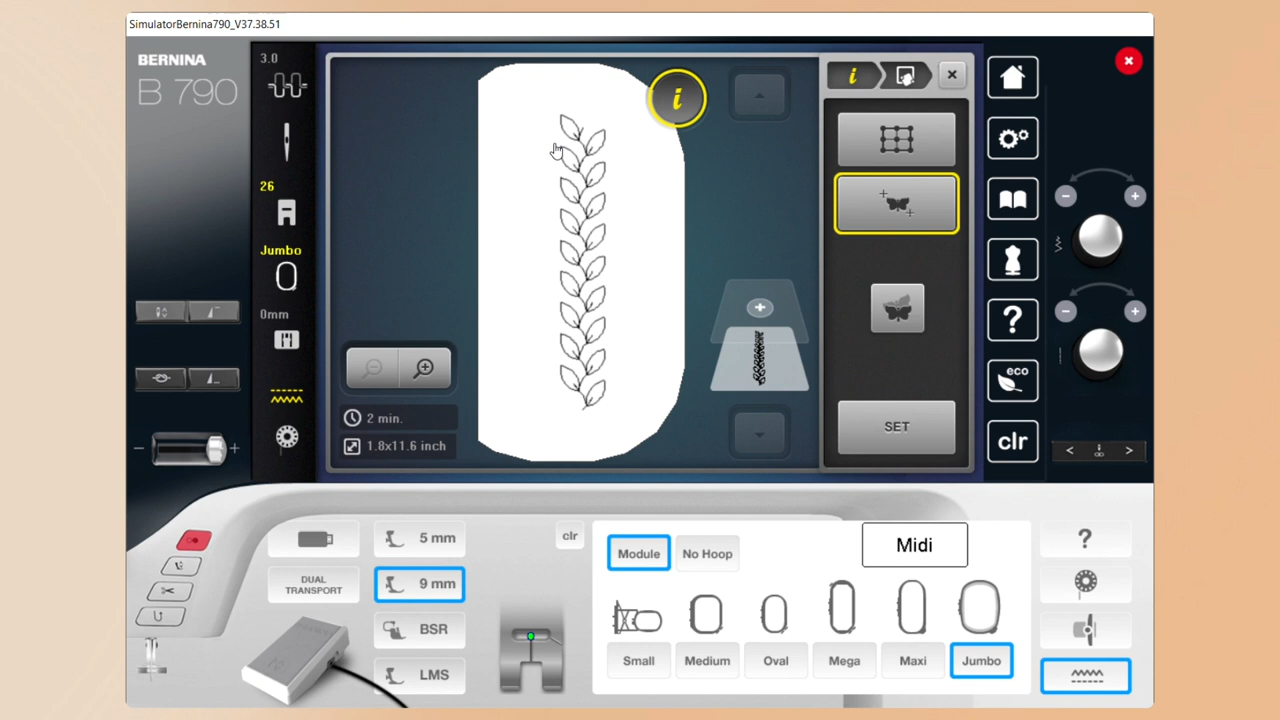 SimulatorBernina790_V37.38.51
BERNINA
B 790
3.0
26
Jumbo
0mm
i
i
2 min.
1.8x11.6 inch
SET
?
eco
clr
5 mm
9 mm
BSR
LMS
DUAL
TRANSPORT
clr
Module
No Hoop
Midi
Small
Medium
Oval
Mega
Maxi
Jumbo
?